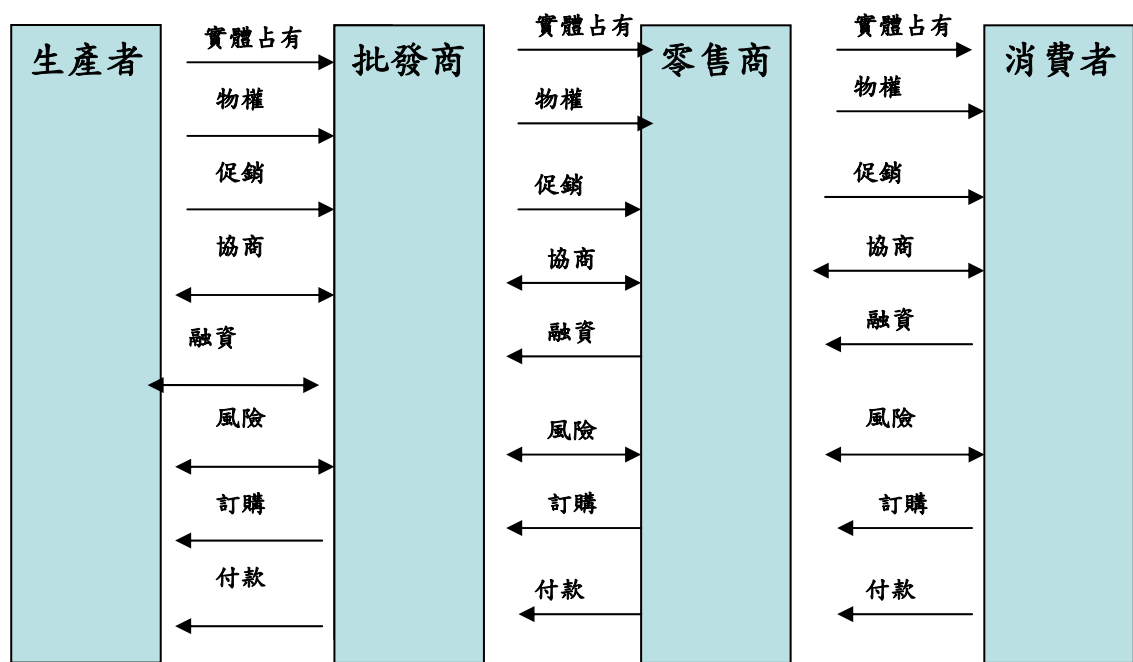 生產者
批發商
零售商
消費者
實體占有
物權
促銷
協商
融資
風險
訂購
付款
實體占有
物權
促銷
協商
融資
風險
訂購
付款
實體占有
物權
促銷
協商
融資
風險
訂購
付款